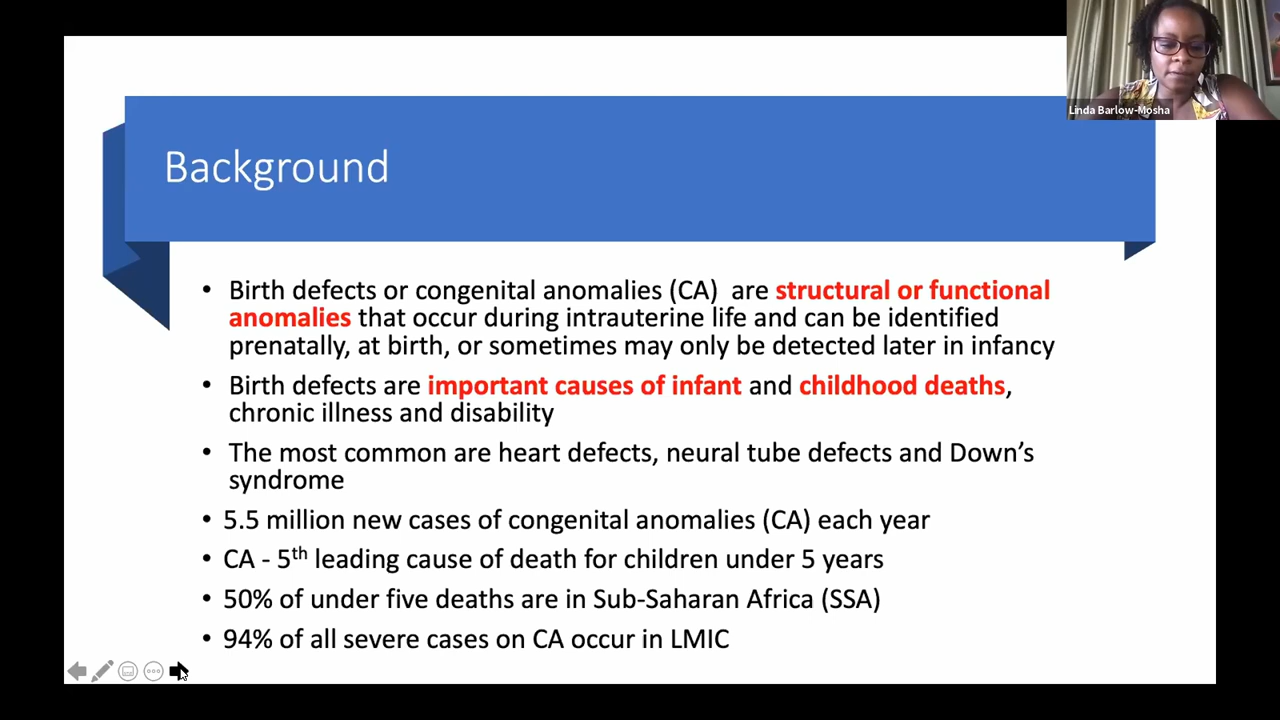 Linda Barlow-Mosha
Background
• Birth defects or congenital anomalies (CA) are structural or functional
anomalies that occur during intrauterine life and can be identified
prenatally, at birth, or sometimes may only be detected later in infancy
• Birth defects are important causes of infant and childhood deaths,
chronic illness and disability
• The most common are heart defects, neural tube defects and Down’s
syndrome
• 5.5 million new cases of congenital anomalies (CA) each year
• CA - 5th leading cause of death for children under 5 years
• 50% of under five deaths are in Sub-Saharan Africa (SSA)
• 94% of all severe cases on CA occur in LMIC